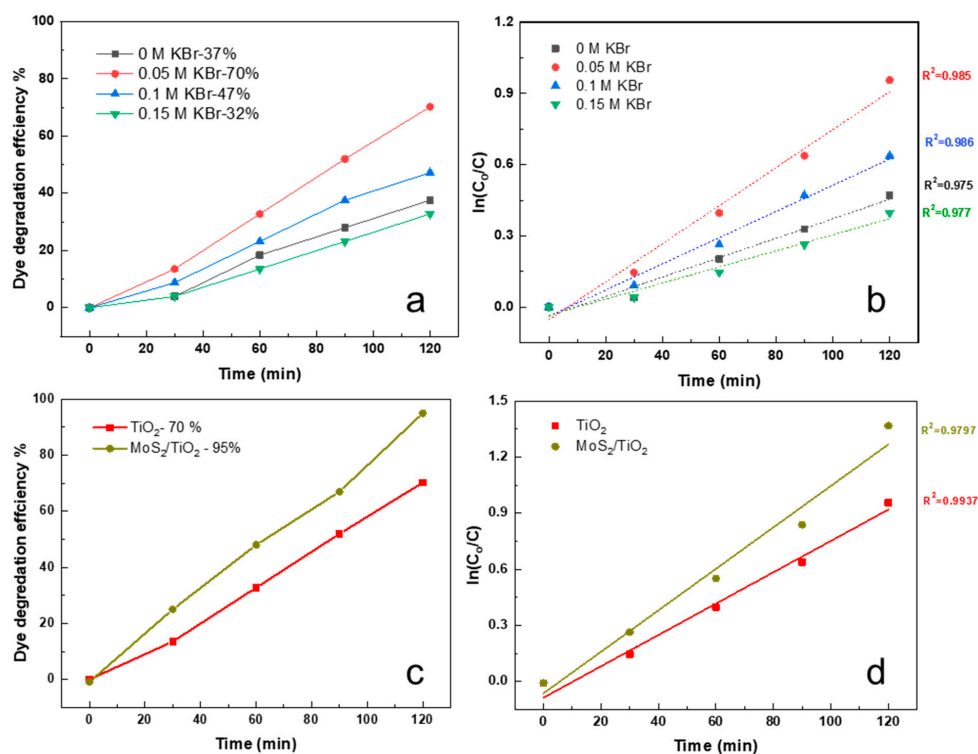 Dye degradation effciency %
100
80
60
40
20
0
0 M KBr-37%
0.05 M KBr-70%
0.1 M KBr-47%
0.15 M KBr-32%
a
0 20 40 60 80 100 120
Time (min)
ln(C₀/C)
1.2
0.9
0.6
0.3
0.0
0 M KBr
0.05 M KBr
0.1 M KBr
0.15 M KBr
R²=0.985
R²=0.986
R²=0.975
R²=0.977
b
0 20 40 60 80 100 120
Time (min)
Dye degredation effciency %
100
80
60
40
20
0
TiO₂- 70 %
MoS₂/TiO₂ - 95%
c
0 20 40 60 80 100 120
Time (min)
ln(C₀/C)
1.5
1.2
0.9
0.6
0.3
0.0
TiO₂
MoS₂/TiO₂
R²=0.9797
R²=0.9937
d
0 20 40 60 80 100 120
Time (min)